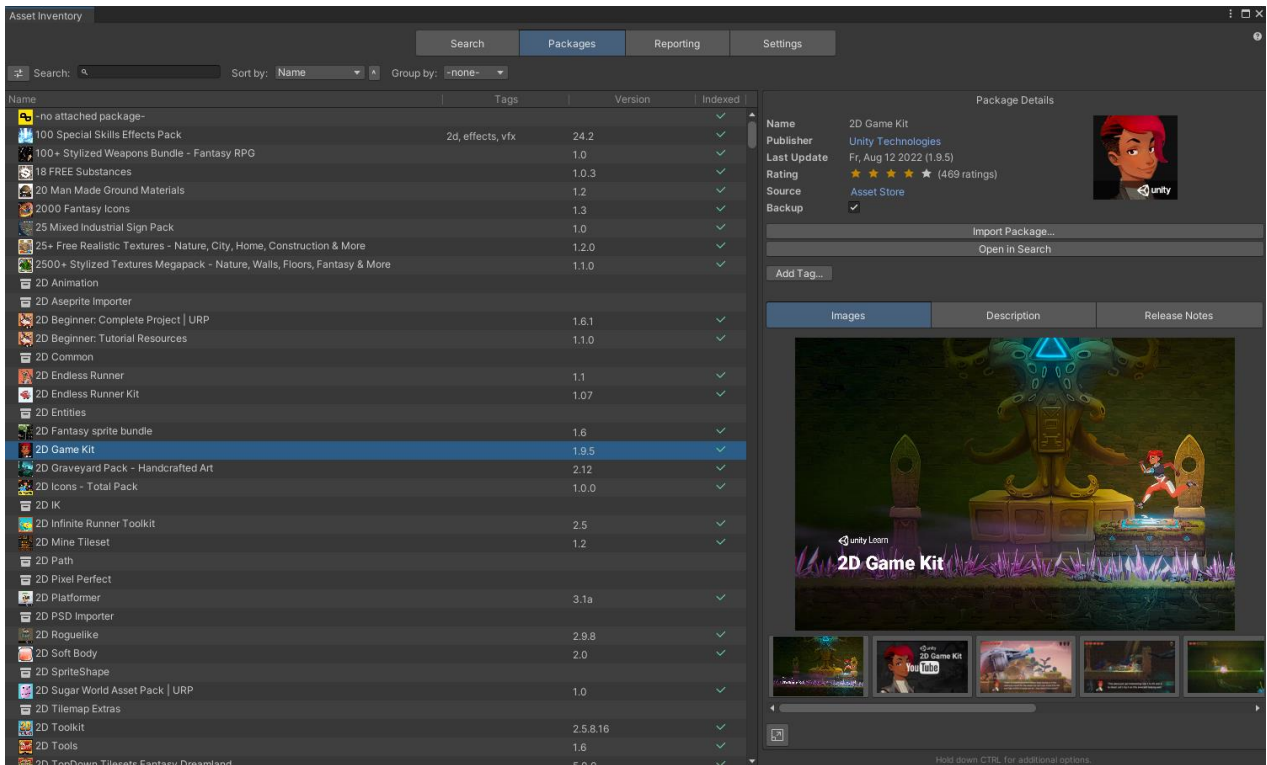 Asset Inventory
Search Packages Reporting Settings
Search: Sort by: Name Group by: -none-
Name Tags Version Indexed
-no attached package-
100 Special Skills Effects Pack 2d, effects, vfx 24.2
100+ Stylized Weapons Bundle - Fantasy RPG 1.0
18 FREE Substances 1.0.3
20 Man Made Ground Materials 1.2
2000 Fantasy Icons 1.3
25 Mixed Industrial Sign Pack 1.0
25+ Free Realistic Textures - Nature, City, Home, Construction & More 1.2.0
2500+ Stylized Textures Megapack - Nature, Walls, Floors, Fantasy & More 1.1.0
2D Animation
2D Aseprite Importer
2D Beginner: Complete Project | URP 1.6.1
2D Beginner: Tutorial Resources 1.1.0
2D Common
2D Endless Runner 1.1
2D Endless Runner Kit 1.07
2D Entities
2D Fantasy sprite bundle 1.6
2D Game Kit 1.9.5
2D Graveyard Pack - Handcrafted Art 2.12
2D Icons - Total Pack 1.0.0
2D IK
2D Infinite Runner Toolkit 2.5
2D Mine Tileset 1.2
2D Path
2D Pixel Perfect
2D Platformer 3.1a
2D PSD Importer
2D Roguelike 2.9.8
2D Soft Body 2.0
2D SpriteShape
2D Sugar World Asset Pack | URP 1.0
2D Tilemap Extras
2D Toolkit 2.5.8.16
2D Tools 1.6
2D TopDown Tilesets Fantasy Dreamland
Package Details
Name 2D Game Kit
Publisher Unity Technologies
Last Update Fr, Aug 12 2022 (1.9.5)
Rating (469 ratings)
Source Asset Store
Backup
unity
Import Package...
Open in Search
Add Tag...
Images Description Release Notes
unity Learn
2D Game Kit
unity
2D Game Kit
YouTube
Hold down CTRL for additional options.